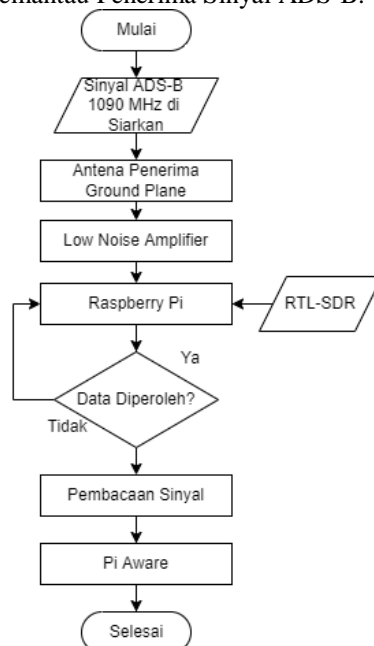 Penerima Sinyal ADS-B.
Mulai
Sinyal ADS-B
1090 MHz di
Siarkan
Antena Penerima
Ground Plane
Low Noise Amplifier
Raspberry Pi
RTL-SDR
Ya
Data Diperoleh?
Tidak
Pembacaan Sinyal
Pi Aware
Selesai